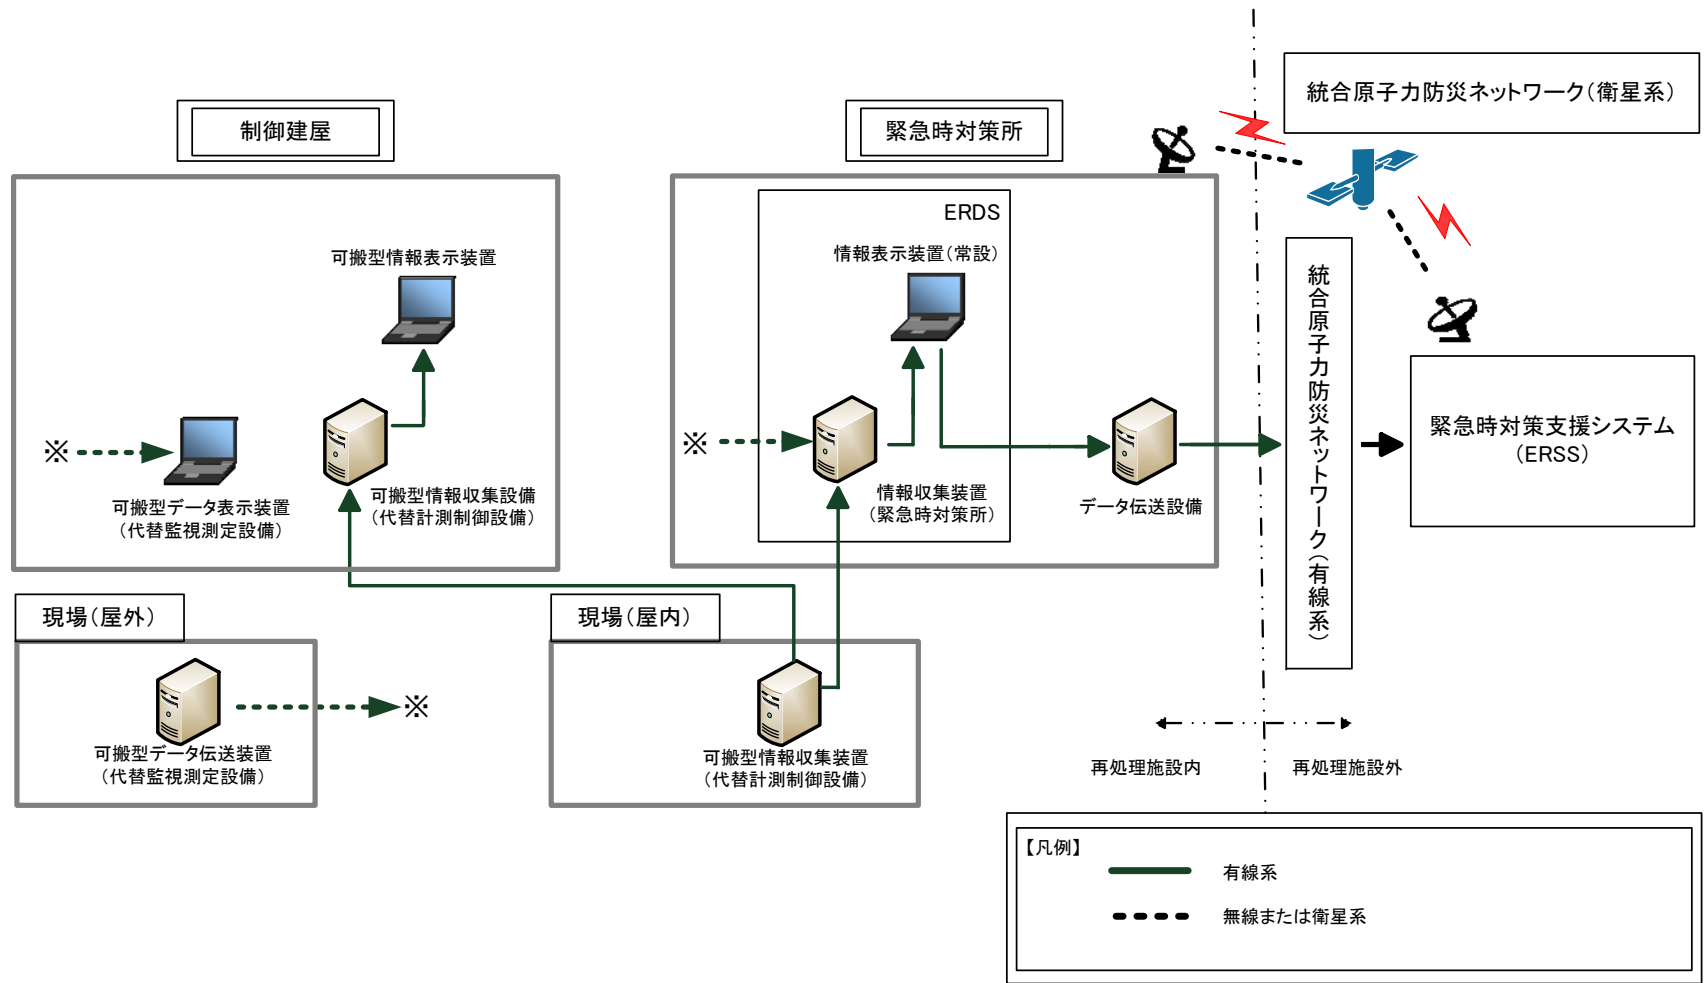 統合原子力防災ネットワーク（衛星系）
制御建屋
緊急時対策所
ERDS
可搬型情報表示装置
情報表示装置（常設）
統合原子力防災ネットワーク（有線系）
※
※
緊急時対策支援システム
（ERSS）
可搬型データ表示装置
（代替監視測定設備）
可搬型情報収集設備
（代替計測制御設備）
情報収集装置
（緊急時対策所）
データ伝送設備
現場（屋外）
現場（屋内）
※
可搬型データ伝送装置
（代替監視測定設備）
可搬型情報収集装置
（代替計測制御設備）
再処理施設内
再処理施設外
【凡例】
有線系
無線または衛星系